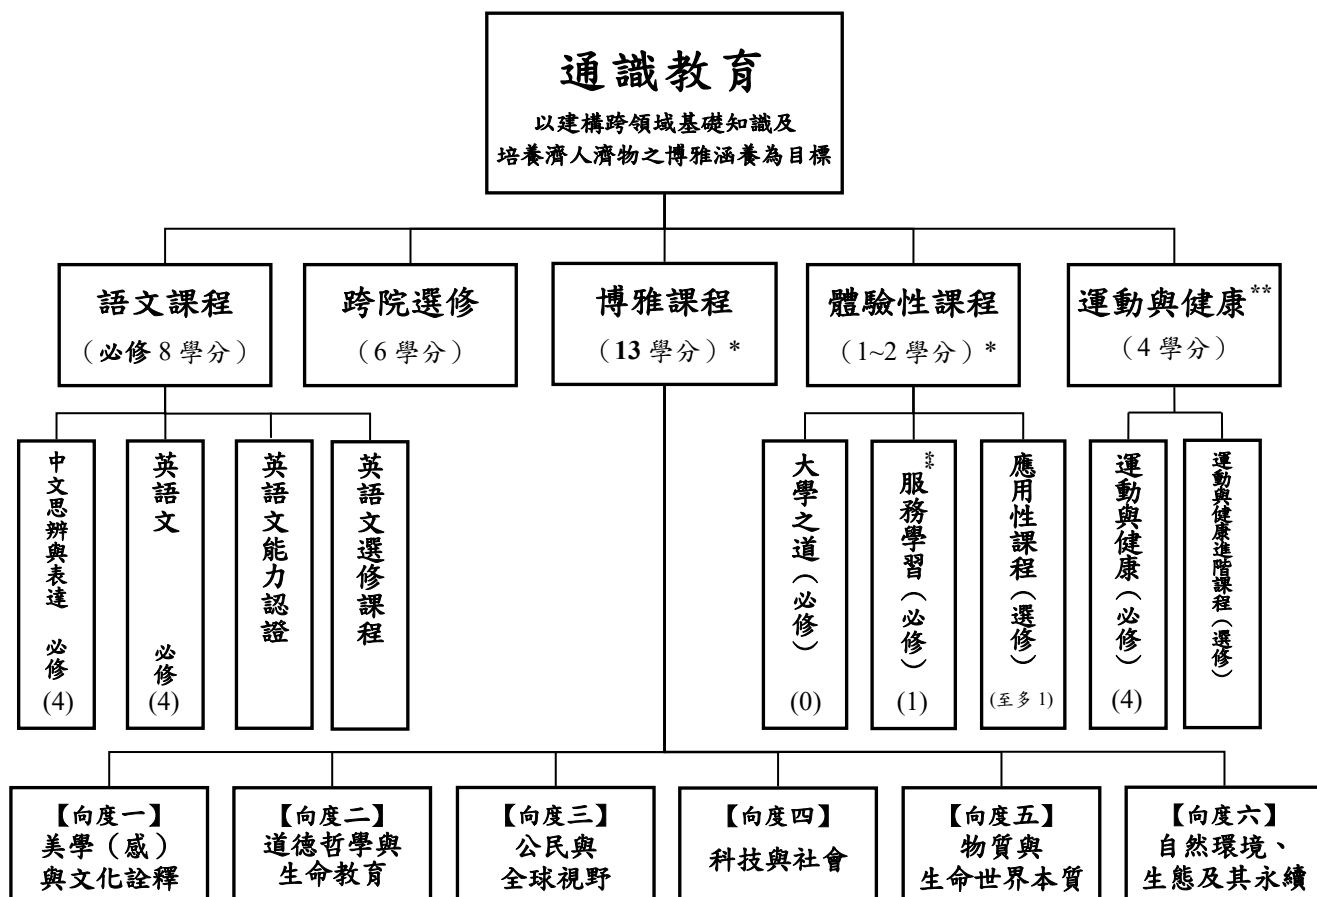 通識教育
以建構跨領域基礎知識及
培養濟人濟物之博雅涵養為目標
語文課程
（必修 8 學分）
跨院選修
（6 學分）
博雅課程
（13 學分）*
體驗性課程
（1~2 學分）*
運動與健康**
（4 學分）
中文思辨與表達 必修
(4)
英語文 必修
(4)
英語文能力認證
英語文選修課程
大學之道（必修）
(0)
**服務學習（必修）
(1)
應用性課程（選修）
(至多 1)
運動與健康（必修）
(4)
運動與健康進階課程（選修）
【向度一】
美學（感）
與文化詮釋
【向度二】
道德哲學與
生命教育
【向度三】
公民與
全球視野
【向度四】
科技與社會
【向度五】
物質與
生命世界本質
【向度六】
自然環境、
生態及其永續